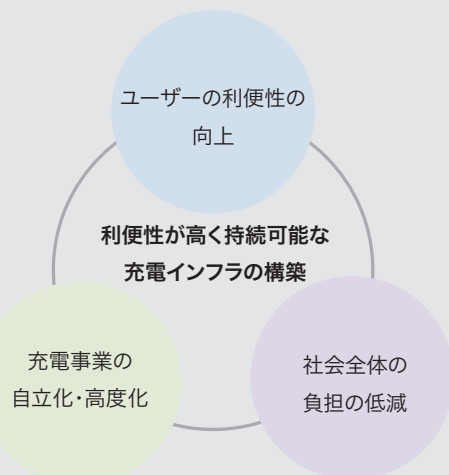 ユーザーの利便性の
向上
利便性が高く持続可能な
充電インフラの構築
充電事業の
自立化・高度化
社会全体の
負担の低減